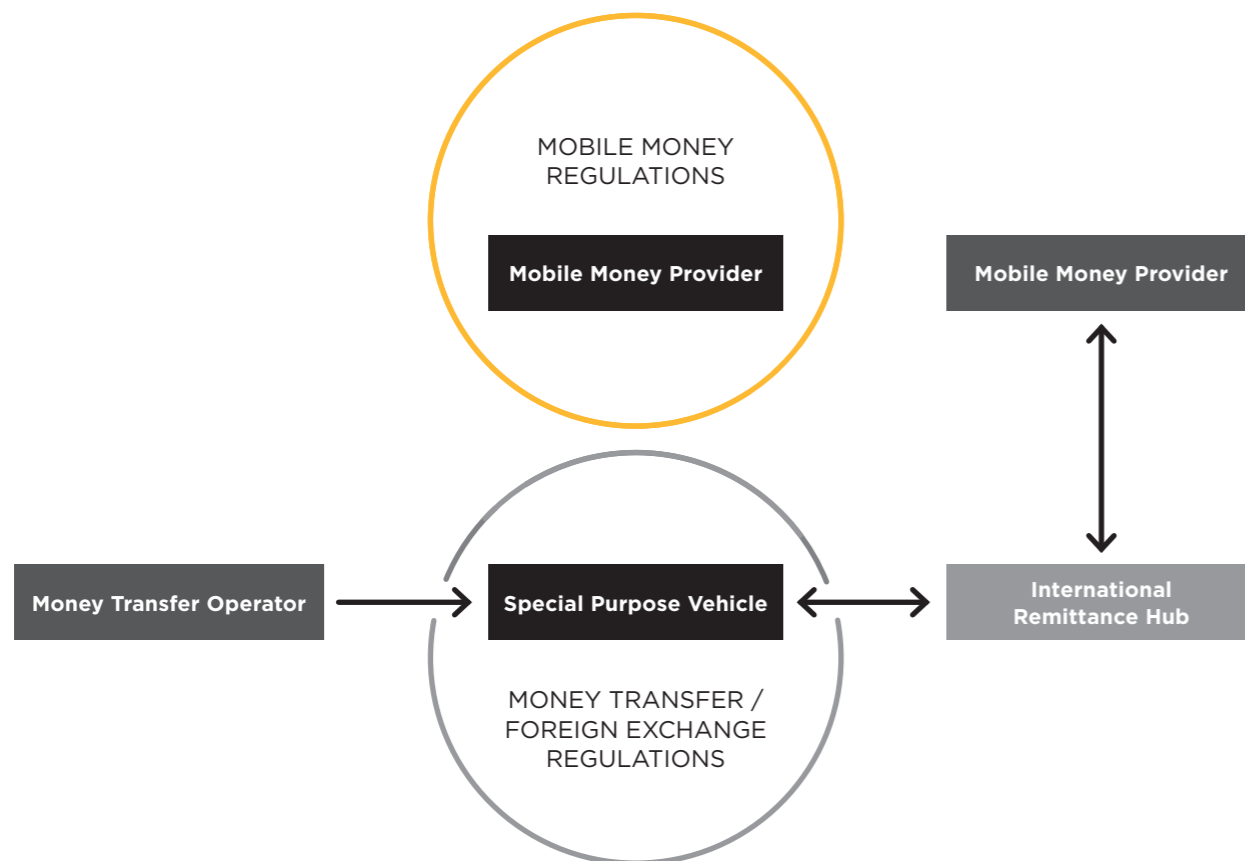 MOBILE MONEY
REGULATIONS
Mobile Money Provider
Mobile Money Provider
Money Transfer Operator
Special Purpose Vehicle
International
Remittance Hub
MONEY TRANSFER /
FOREIGN EXCHANGE
REGULATIONS